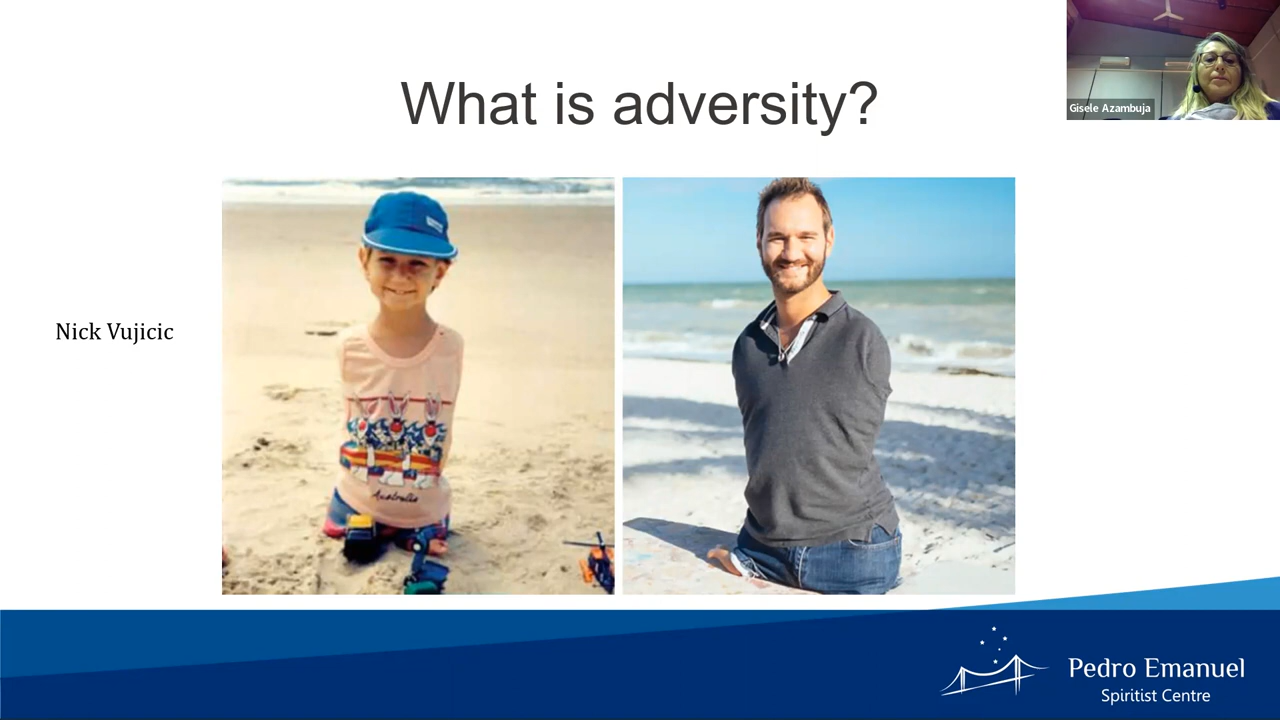 What is adversity?
Gisele Azambuja
Nick Vujicic
Australia
Pedro Emanuel
Spiritist Centre